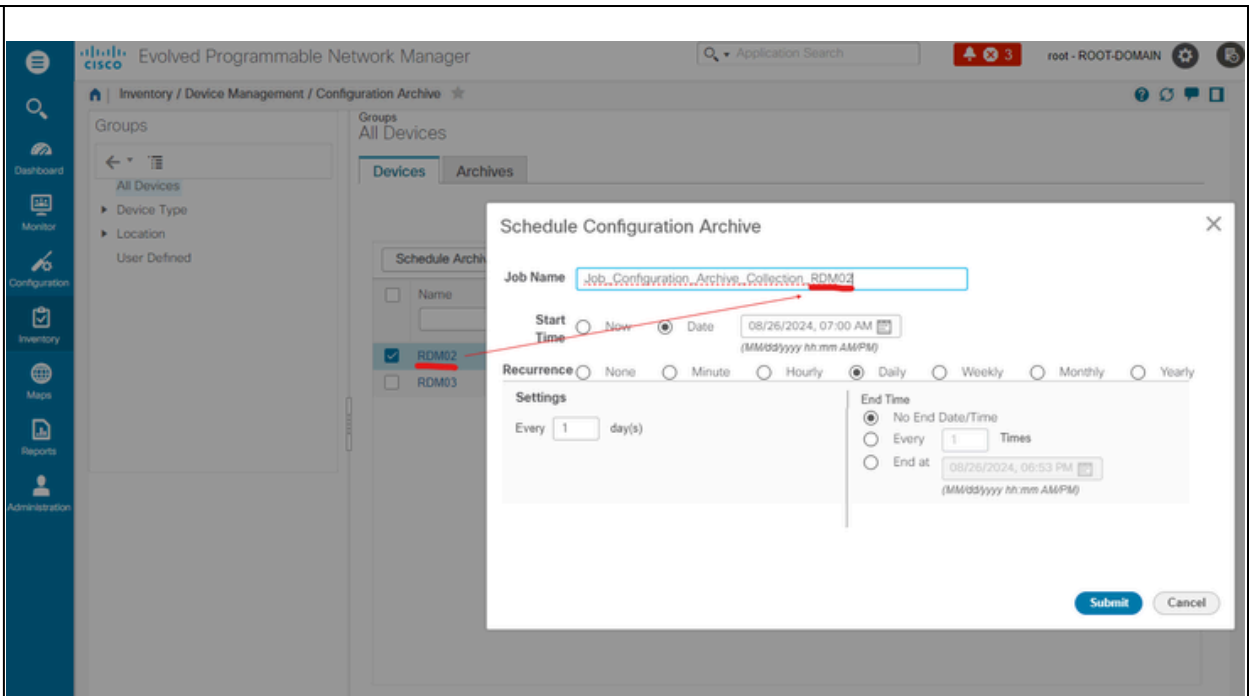 cisco Evolved Programmable Network Manager
Application Search
3
root - ROOT-DOMAIN
Inventory / Device Management / Configuration Archive
Dashboard
Monitor
Configuration
Inventory
Maps
Reports
Administration
Groups
All Devices
Device Type
Location
User Defined
Groups
All Devices
Devices Archives
Schedule Archiv
Name
RDM02
RDM03
Schedule Configuration Archive
Job Name Job_Configuration_Archive_Collection_RDM02
Start Time Now Date 08/26/2024, 07:00 AM
(MM/dd/yyyy hh:mm AM/PM)
Recurrence None Minute Hourly Daily Weekly Monthly Yearly
Settings
Every 1 day(s)
End Time
No End Date/Time
Every 1 Times
End at 08/26/2024, 06:53 PM
(MM/dd/yyyy hh:mm AM/PM)
Submit Cancel